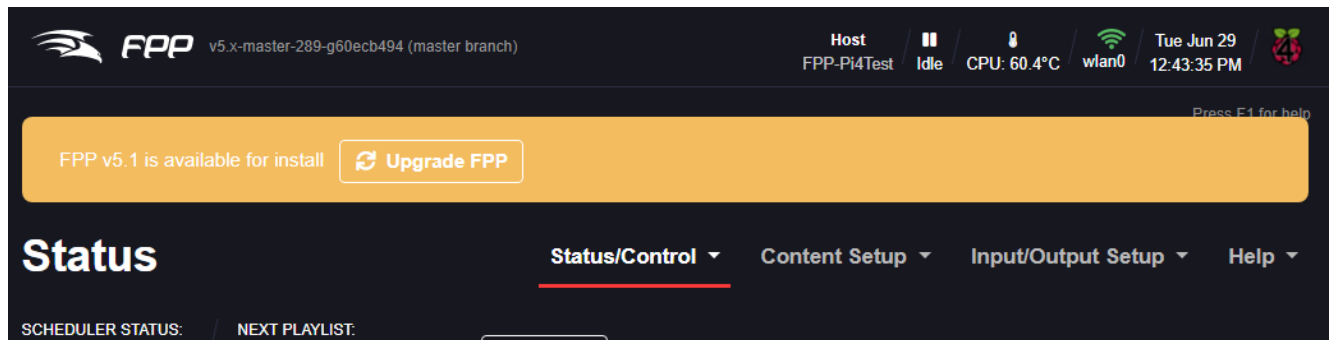 FPP v5.x-master-289-g60ecb494 (master branch)
Host
FPP-Pi4Test
Idle
CPU: 60.4°C
wlan0
Tue Jun 29
12:43:35 PM
Press F1 for help
FPP v5.1 is available for install
Upgrade FPP
Status
Status/Control
Content Setup
Input/Output Setup
Help
SCHEDULER STATUS:
NEXT PLAYLIST: